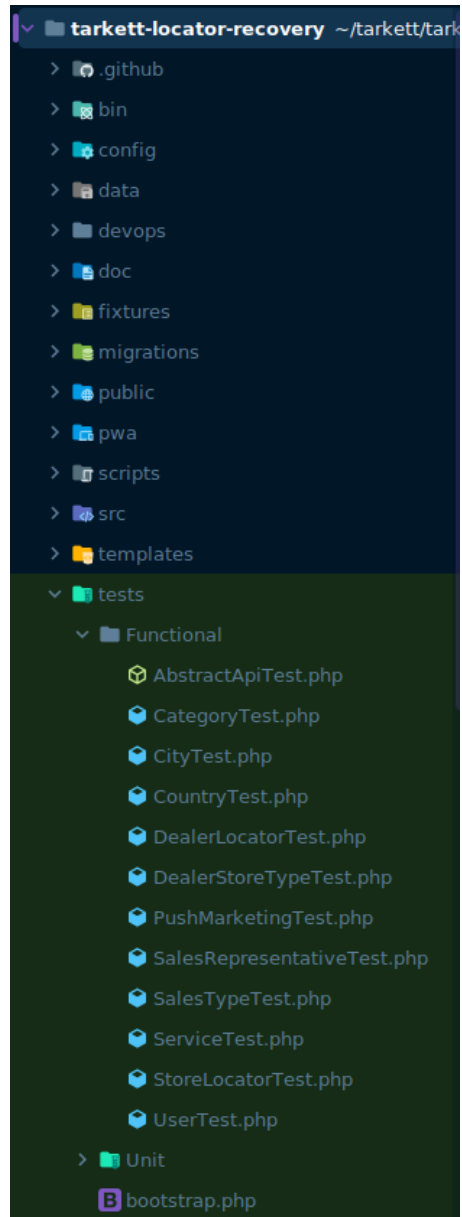 tarkett-locator-recovery ~/tarkett/tark
.github
bin
config
data
devops
doc
fixtures
migrations
public
pwa
scripts
src
templates
tests
Functional
AbstractApiTest.php
CategoryTest.php
CityTest.php
CountryTest.php
DealerLocatorTest.php
DealerStoreTypeTest.php
PushMarketingTest.php
SalesRepresentativeTest.php
SalesTypeTest.php
ServiceTest.php
StoreLocatorTest.php
UserTest.php
Unit
B bootstrap.php